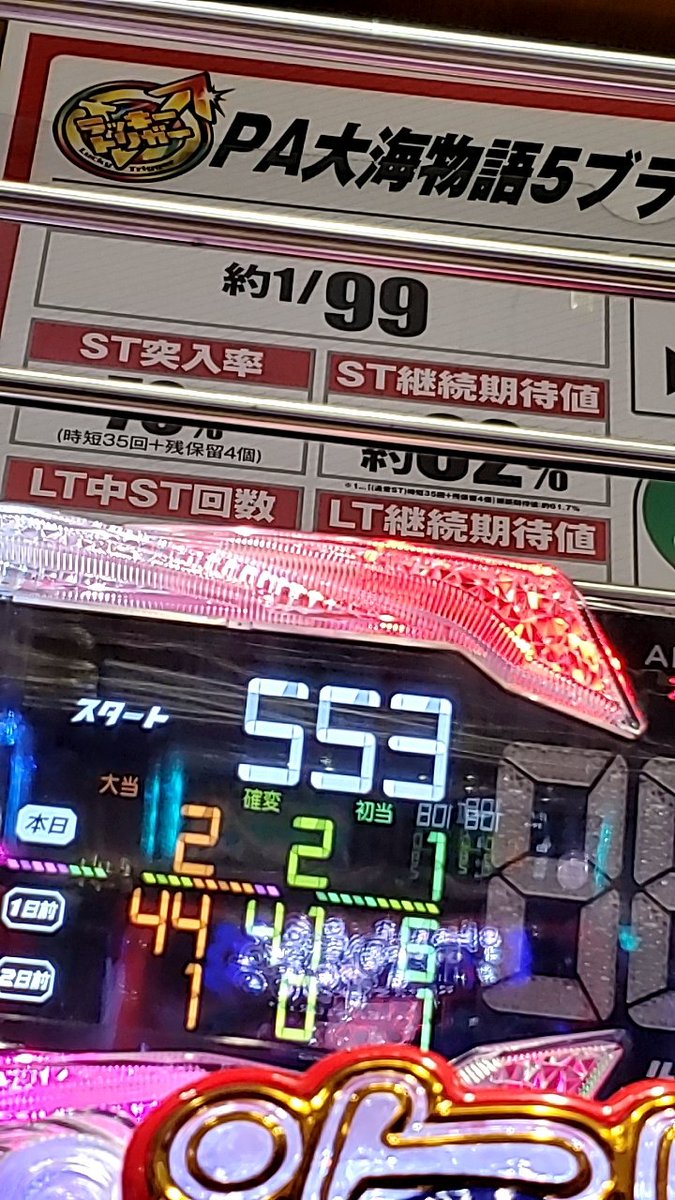 ラッキートリガー
Lucky Trigger
PA大海物語5ブラ
約1/99
ST突入率
ST継続期待値
(時短35回+残保留4個)
%
LT中ST回数
LT継続期待値
スタート
553
大当 確変 初当
本日 2 2 1
1日前 44 41
2日前 1 0 1